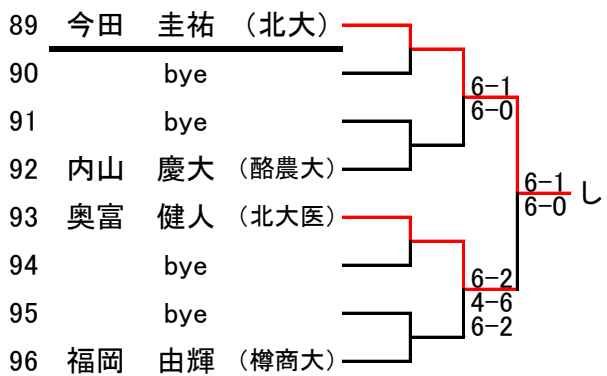 89 今田 圭祐 （北大）
90 bye
6-1
6-0
91 bye
92 内山 慶大 （酪農大）
6-1
6-0
し
93 奥富 健人 （北大医）
94 bye
6-2
4-6
6-2
95 bye
96 福岡 由輝 （樽商大）